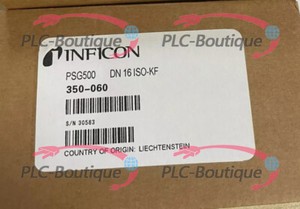 PLC-Boutique
INFICON
PSG500 DN 16 ISO-KF
350-060
S/N 30583
PLC-Boutique
COUNTRY OF ORIGIN: LIECHTENSTEIN
PLC-Boutique
PLC-Boutique